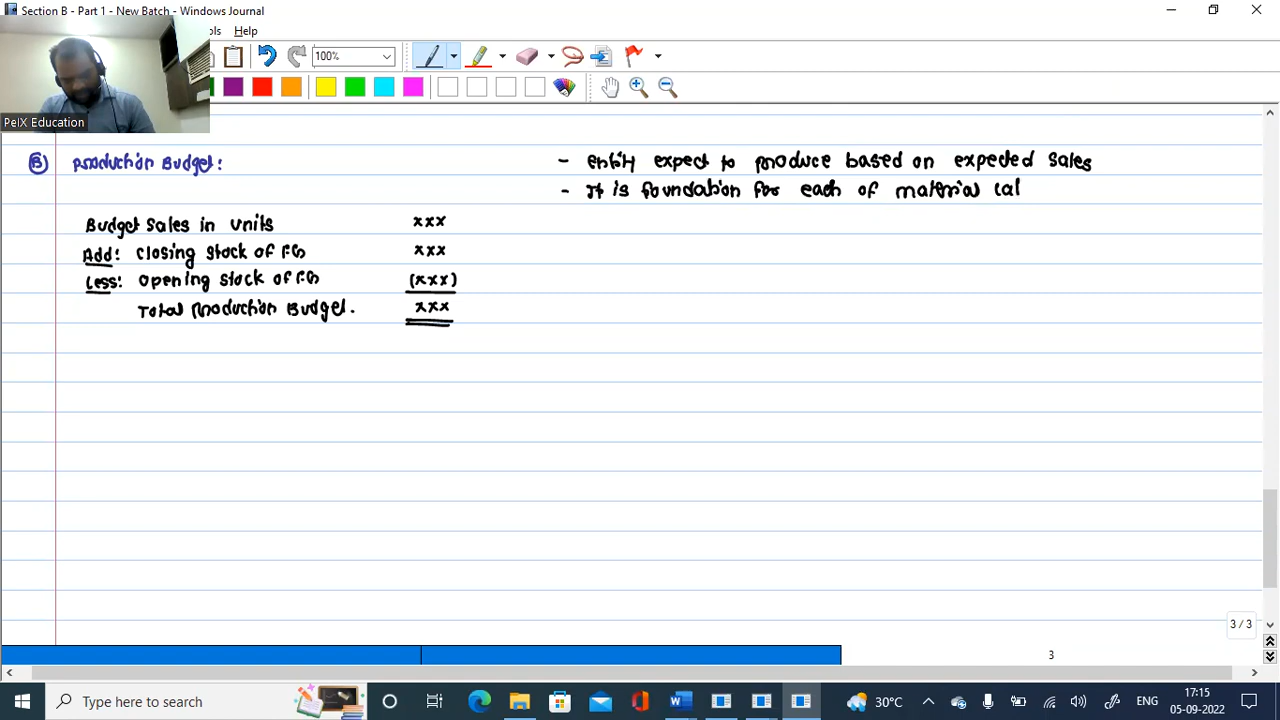 Section B - Part 1 - New Batch - Windows Journal
ols Help
100%
PelX Education
B Production Budget:
- entity expect to produce based on expected sales
- It is foundation for each of material cal
Budget sales in units xxx
Add: closing stock of FG xxx
Less: opening stock of FG (xxx)
Total production Budget. xxx
3 / 3
3
Type here to search
30°C
ENG
17:15
05-09-2022